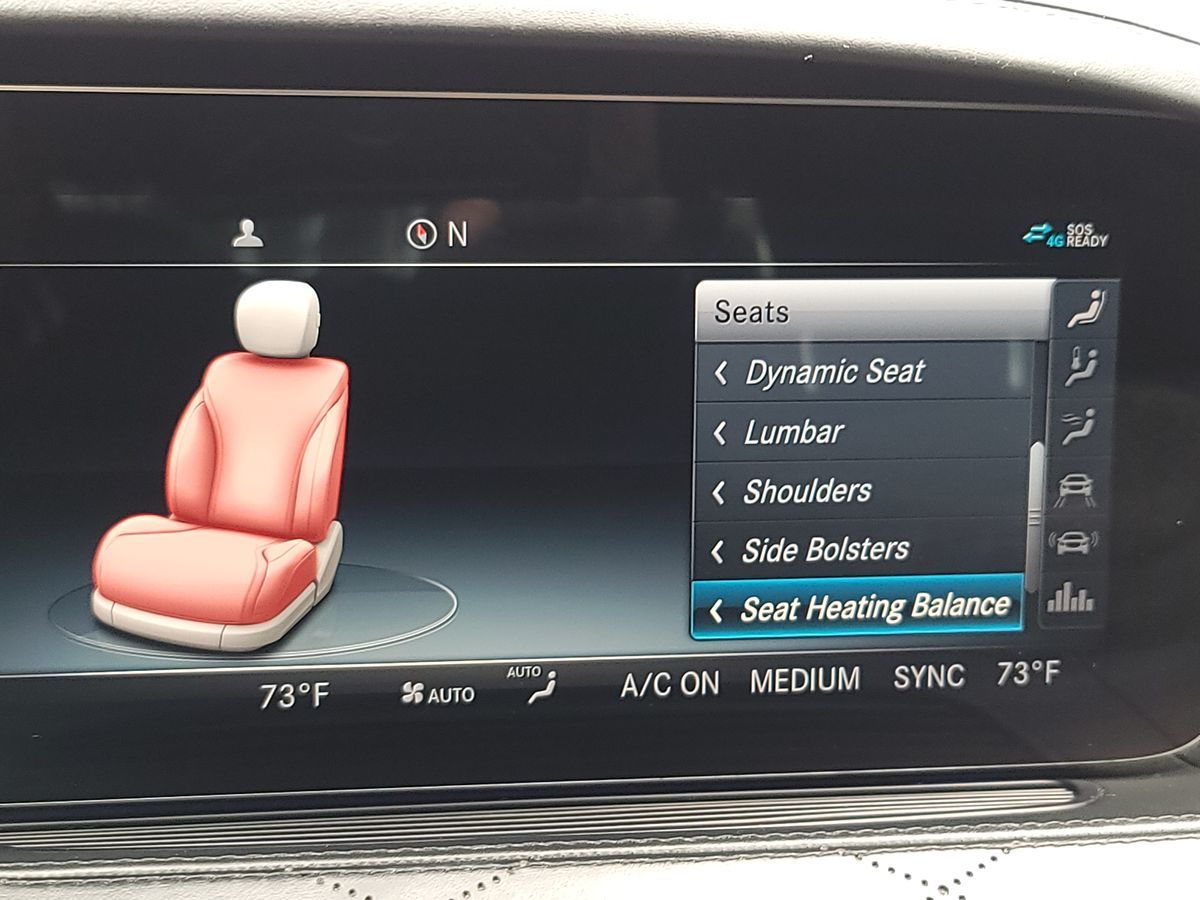 N
4G SOS READY
Seats
Dynamic Seat
Lumbar
Shoulders
Side Bolsters
Seat Heating Balance
73°F AUTO AUTO A/C ON MEDIUM SYNC 73°F